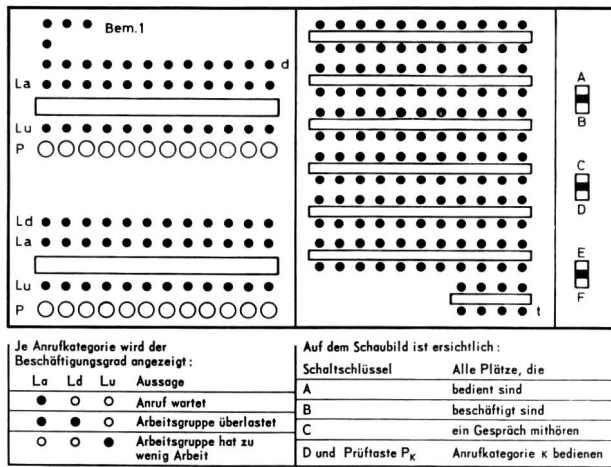 Bem.1
d
La
Lu
P
Ld
La
Lu
P
t
A
B
C
D
E
F
Je Anrufkategorie wird der
Beschäftigungsgrad angezeigt :
La Ld Lu Aussage
● ○ ○ Anruf wartet
● ● ○ Arbeitsgruppe überlastet
○ ○ ● Arbeitsgruppe hat zu
wenig Arbeit
Auf dem Schaubild ist ersichtlich :
Schaltschlüssel Alle Plätze, die
A bedient sind
B beschäftigt sind
C ein Gespräch mithören
D und Prüftaste PK Anrufkategorie K bedienen